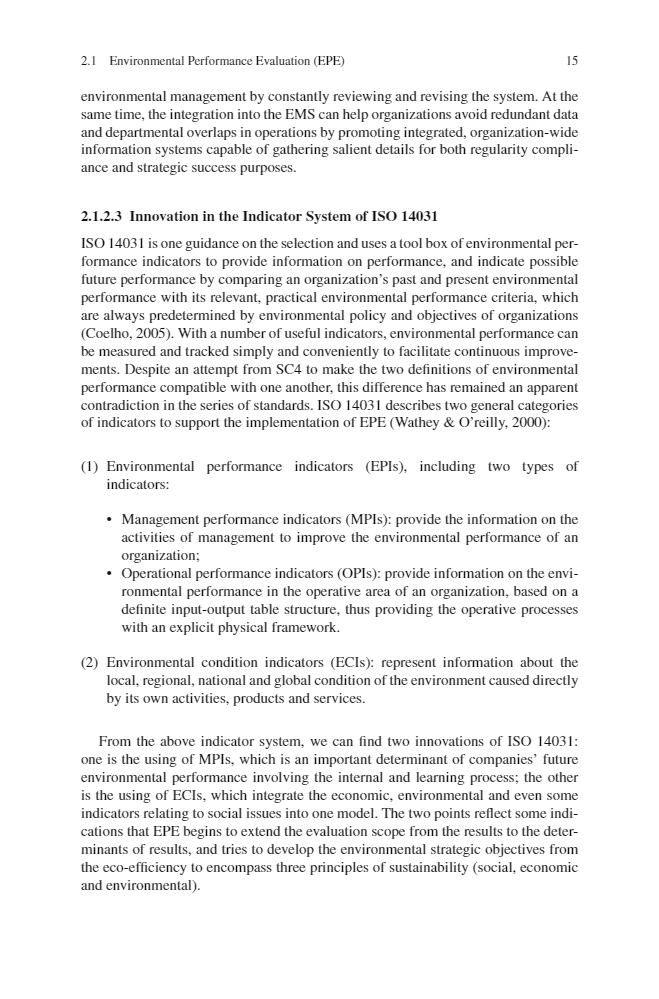 2.1 Environmental Performance Evaluation (EPE) 15
environmental management by constantly reviewing and revising the system. At the
same time, the integration into the EMS can help organizations avoid redundant data
and departmental overlaps in operations by promoting integrated, organization-wide
information systems capable of gathering salient details for both regularity compli-
ance and strategic success purposes.
2.1.2.3 Innovation in the Indicator System of ISO 14031
ISO 14031 is one guidance on the selection and uses a tool box of environmental per-
formance indicators to provide information on performance, and indicate possible
future performance by comparing an organization's past and present environmental
performance with its relevant, practical environmental performance criteria, which
are always predetermined by environmental policy and objectives of organizations
(Coelho, 2005). With a number of useful indicators, environmental performance can
be measured and tracked simply and conveniently to facilitate continuous improve-
ments. Despite an attempt from SC4 to make the two definitions of environmental
performance compatible with one another, this difference has remained an apparent
contradiction in the series of standards. ISO 14031 describes two general categories
of indicators to support the implementation of EPE (Wathey & O'reilly, 2000):
(1) Environmental performance indicators (EPIs), including two types of
indicators:
• Management performance indicators (MPIs): provide the information on the
activities of management to improve the environmental performance of an
organization;
• Operational performance indicators (OPIs): provide information on the envi-
ronmental performance in the operative area of an organization, based on a
definite input-output table structure, thus providing the operative processes
with an explicit physical framework.
(2) Environmental condition indicators (ECIs): represent information about the
local, regional, national and global condition of the environment caused directly
by its own activities, products and services.
From the above indicator system, we can find two innovations of ISO 14031:
one is the using of MPIs, which is an important determinant of companies' future
environmental performance involving the internal and learning process; the other
is the using of ECIs, which integrate the economic, environmental and even some
indicators relating to social issues into one model. The two points reflect some indi-
cations that EPE begins to extend the evaluation scope from the results to the deter-
minants of results, and tries to develop the environmental strategic objectives from
the eco-efficiency to encompass three principles of sustainability (social, economic
and environmental).